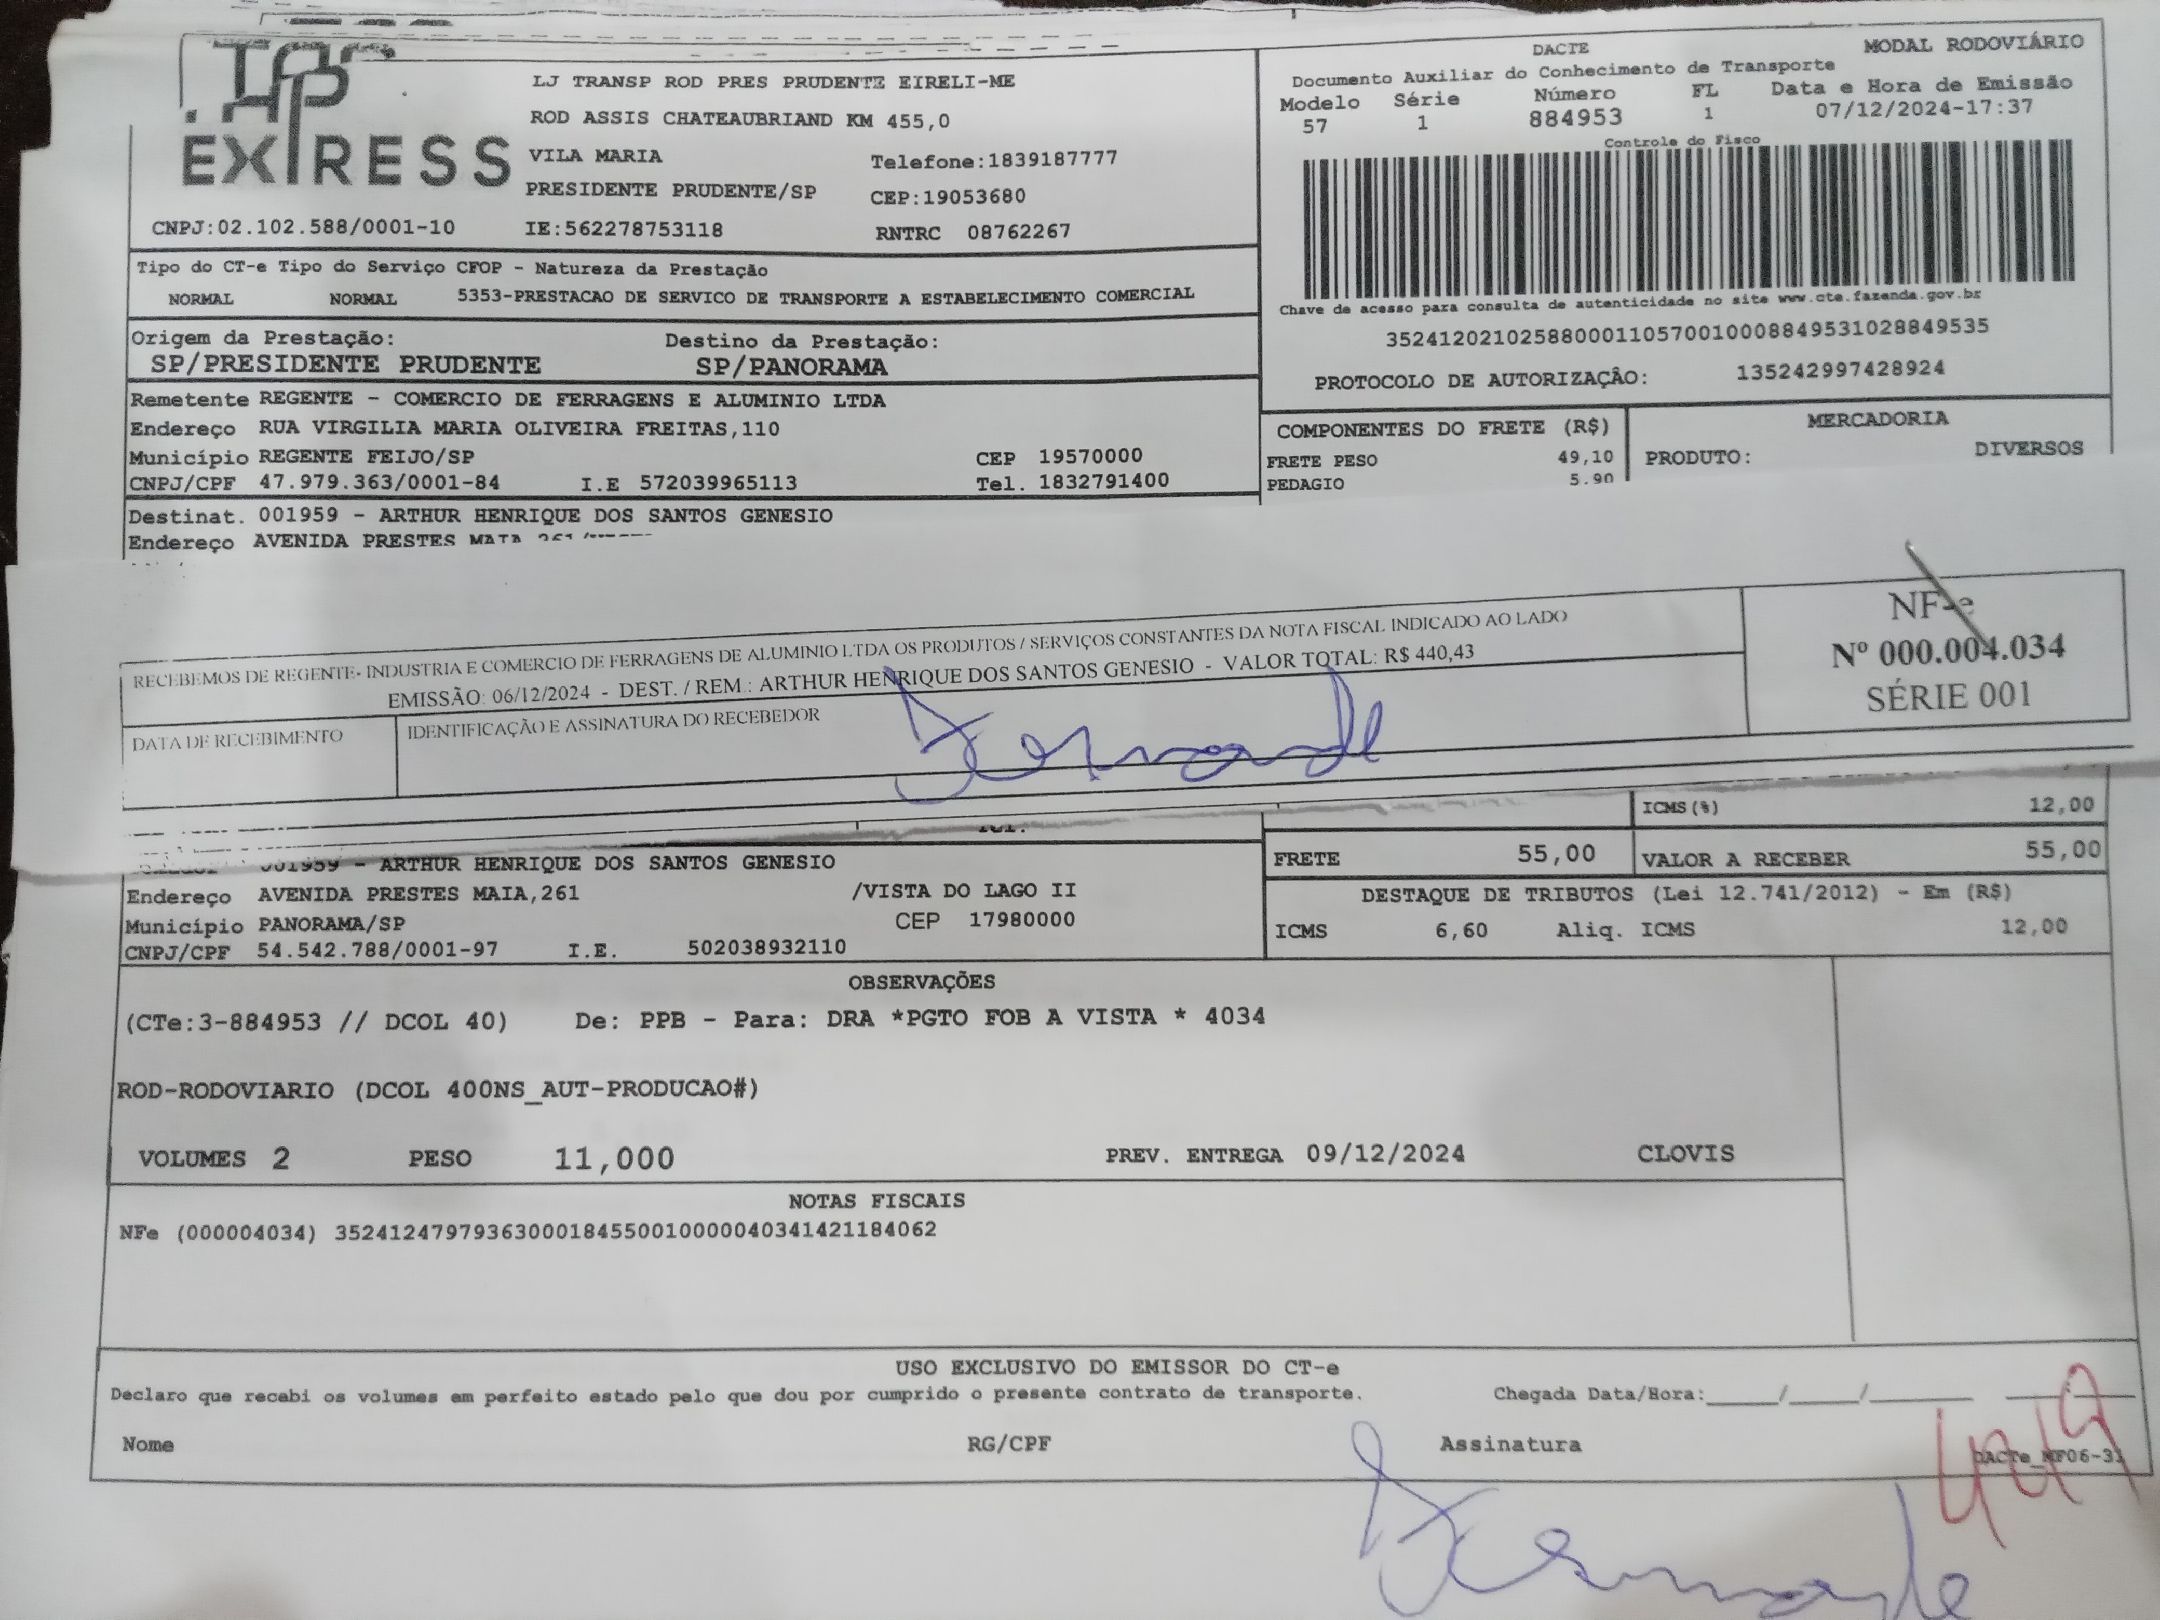 EXPRESS
LJ TRANSP ROD PRES PRUDENTE EIRELI-ME
ROD ASSIS CHATEAUBRIAND KM 455,0
VILA MARIA Telefone:1839187777
PRESIDENTE PRUDENTE/SP CEP:19053680
CNPJ:02.102.588/0001-10 IE:562278753118 RNTRC 08762267
DACTE MODAL RODOVIÁRIO
Documento Auxiliar do Conhecimento de Transporte
Modelo Série Número FL Data e Hora de Emissão
57 1 884953 1 07/12/2024-17:37
Controle do Fisco
Chave de acesso para consulta de autenticidade no site www.cte.fazenda.gov.br
35241202102588000110570010008849531028849535
PROTOCOLO DE AUTORIZAÇÃO: 135242997428924
Tipo do CT-e Tipo do Serviço CFOP - Natureza da Prestação
NORMAL NORMAL 5353-PRESTACAO DE SERVICO DE TRANSPORTE A ESTABELECIMENTO COMERCIAL
Origem da Prestação: Destino da Prestação:
SP/PRESIDENTE PRUDENTE SP/PANORAMA
Remetente REGENTE - COMERCIO DE FERRAGENS E ALUMINIO LTDA
Endereço RUA VIRGILIA MARIA OLIVEIRA FREITAS,110
Município REGENTE FEIJO/SP CEP 19570000
CNPJ/CPF 47.979.363/0001-84 I.E 572039965113 Tel. 1832791400
COMPONENTES DO FRETE (R$) MERCADORIA
FRETE PESO 49,10 PRODUTO: DIVERSOS
PEDAGIO 5,90
Destinat. 001959 - ARTHUR HENRIQUE DOS SANTOS GENESIO
Endereço AVENIDA PRESTES MAIA 261
RECEBEMOS DE REGENTE- INDUSTRIA E COMERCIO DE FERRAGENS DE ALUMINIO LTDA OS PRODUTOS / SERVIÇOS CONSTANTES DA NOTA FISCAL INDICADO AO LADO
EMISSÃO: 06/12/2024 - DEST. / REM.: ARTHUR HENRIQUE DOS SANTOS GENESIO - VALOR TOTAL: R$ 440,43
DATA DE RECEBIMENTO IDENTIFICAÇÃO E ASSINATURA DO RECEBEDOR
NF-e
Nº 000.004.034
SÉRIE 001
ICMS(%) 12,00
001959 - ARTHUR HENRIQUE DOS SANTOS GENESIO
FRETE 55,00 VALOR A RECEBER 55,00
Endereço AVENIDA PRESTES MAIA,261 /VISTA DO LAGO II
Município PANORAMA/SP CEP 17980000
CNPJ/CPF 54.542.788/0001-97 I.E. 502038932110
DESTAQUE DE TRIBUTOS (Lei 12.741/2012) - Em (R$)
ICMS 6,60 Aliq. ICMS 12,00
OBSERVAÇÕES
(CTe:3-884953 // DCOL 40) De: PPB - Para: DRA *PGTO FOB A VISTA * 4034
ROD-RODOVIARIO (DCOL 400NS_AUT-PRODUCAO#)
VOLUMES 2 PESO 11,000 PREV. ENTREGA 09/12/2024 CLOVIS
NOTAS FISCAIS
NFe (000004034) 35241247979363000184550010000040341421184062
USO EXCLUSIVO DO EMISSOR DO CT-e
Declaro que recebi os volumes em perfeito estado pelo que dou por cumprido o presente contrato de transporte. Chegada Data/Hora:____/____/______
Nome RG/CPF Assinatura